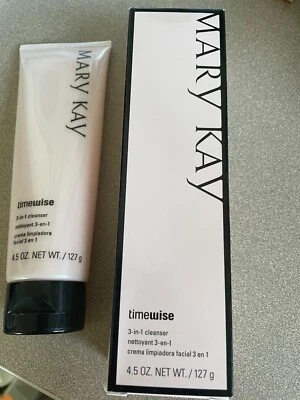 MARY KAY
timewise
3-in-1 cleanser
nettoyant 3-en-1
crema limpiadora
facial 3 en 1
4.5 OZ. NET WT. / 127 g
MARY KAY
timewise
3-in-1 cleanser
nettoyant 3-en-1
crema limpiadora facial 3 en 1
4.5 OZ. NET WT. / 127 g